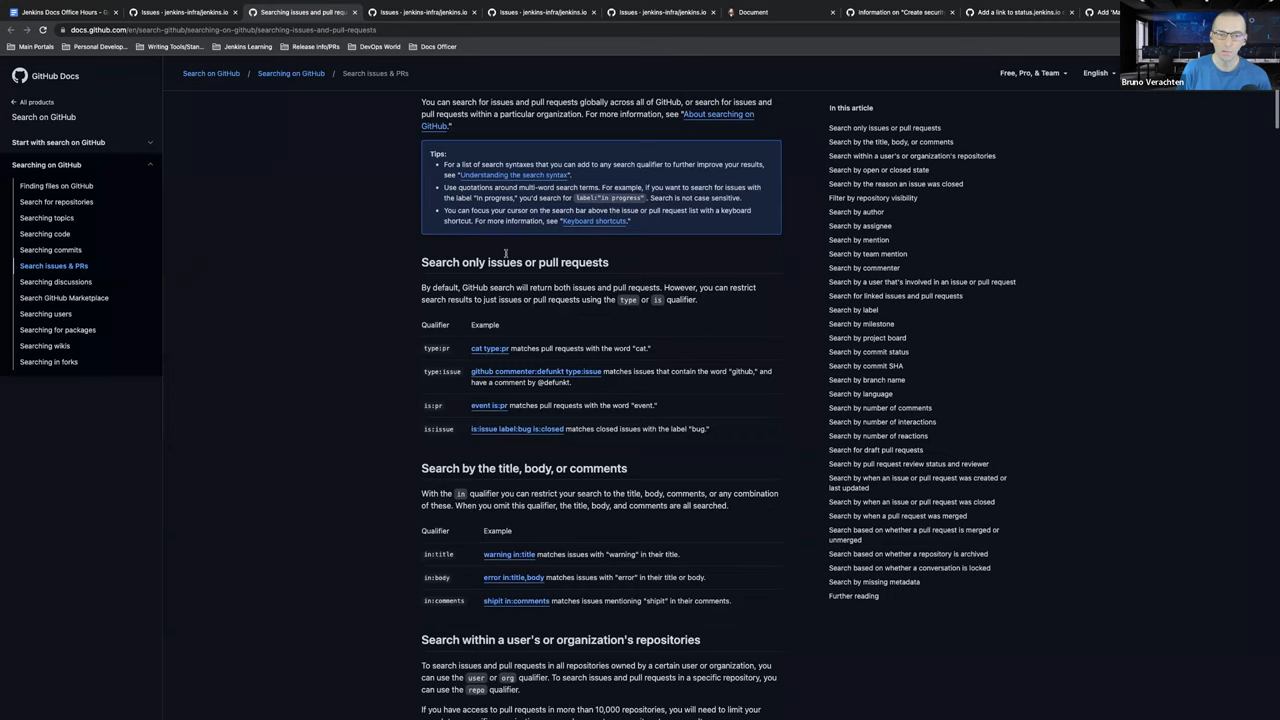 Jenkins Docs Office Hours - G
Issues · jenkins-infra/jenkins.io
Searching issues and pull requ
Issues - jenkins-infra/jenkins.io
Issues · jenkins-infra/jenkins.io
Issues · jenkins-infra/jenkins.io
Document
Information on "Create securit
Add a link to status.jenkins.io
Add "Ma
docs.github.com/en/search-github/searching-on-github/searching-issues-and-pull-requests
Main Portals
Personal Develop...
Writing Tools/Stan...
Jenkins Learning
Release Info/PRs
DevOps World
Docs Officer
Bruno Verachten
GitHub Docs
Search on GitHub / Searching on GitHub / Search issues & PRs
Free, Pro, & Team
English
All products
Search on GitHub
Start with search on GitHub
Searching on GitHub
Finding files on GitHub
Search for repositories
Searching topics
Searching code
Searching commits
Search issues & PRs
Searching discussions
Search GitHub Marketplace
Searching users
Searching for packages
Searching wikis
Searching in forks
You can search for issues and pull requests globally across all of GitHub, or search for issues and
pull requests within a particular organization. For more information, see "About searching on
GitHub."
Tips:
• For a list of search syntaxes that you can add to any search qualifier to further improve your results,
see "Understanding the search syntax".
• Use quotations around multi-word search terms. For example, if you want to search for issues with
the label "in progress," you'd search for label:"in progress". Search is not case sensitive.
• You can focus your cursor on the search bar above the issue or pull request list with a keyboard
shortcut. For more information, see "Keyboard shortcuts."
Search only issues or pull requests
By default, GitHub search will return both issues and pull requests. However, you can restrict
search results to just issues or pull requests using the type or is qualifier.
Qualifier Example
type:pr cat type:pr matches pull requests with the word "cat."
type:issue github commenter:defunkt type:issue matches issues that contain the word "github," and
have a comment by @defunkt.
is:pr event is:pr matches pull requests with the word "event."
is:issue is:issue label:bug is:closed matches closed issues with the label "bug."
Search by the title, body, or comments
With the in qualifier you can restrict your search to the title, body, comments, or any combination
of these. When you omit this qualifier, the title, body, and comments are all searched.
Qualifier Example
in:title warning in:title matches issues with "warning" in their title.
in:body error in:title,body matches issues with "error" in their title or body.
in:comments shipit in:comments matches issues mentioning "shipit" in their comments.
Search within a user's or organization's repositories
To search issues and pull requests in all repositories owned by a certain user or organization, you
can use the user or org qualifier. To search issues and pull requests in a specific repository, you
can use the repo qualifier.
If you have access to pull requests in more than 10,000 repositories, you will need to limit your
In this article
Search only issues or pull requests
Search by the title, body, or comments
Search within a user's or organization's repositories
Search by open or closed state
Search by the reason an issue was closed
Filter by repository visibility
Search by author
Search by assignee
Search by mention
Search by team mention
Search by commenter
Search by a user that's involved in an issue or pull request
Search for linked issues and pull requests
Search by label
Search by milestone
Search by project board
Search by commit status
Search by commit SHA
Search by branch name
Search by language
Search by number of comments
Search by number of interactions
Search by number of reactions
Search for draft pull requests
Search by pull request review status and reviewer
Search by when an issue or pull request was created or
last updated
Search by when an issue or pull request was closed
Search by when a pull request was merged
Search based on whether a pull request is merged or
unmerged
Search based on whether a repository is archived
Search based on whether a conversation is locked
Search by missing metadata
Further reading